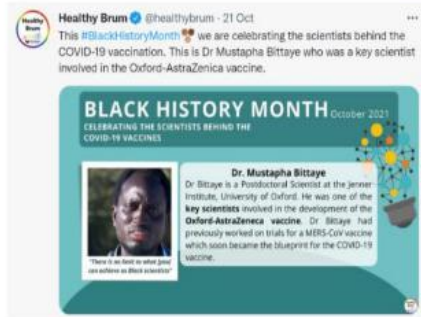 Healthy Brum @healthybrum · 21 Oct
This #BlackHistoryMonth we are celebrating the scientists behind the
COVID-19 vaccination. This is Dr Mustapha Bittaye who was a key scientist
involved in the Oxford-AstraZenica vaccine.
BLACK HISTORY MONTH October 2021
CELEBRATING THE SCIENTISTS BEHIND THE
COVID-19 VACCINES
Dr. Mustapha Bittaye
Dr Bittaye is a Postdoctoral Scientist at the Jenner
Institute, University of Oxford. He was one of the
key scientists involved in the development of the
Oxford-AstraZeneca vaccine. Dr Bittaye had
previously worked on trials for a MERS-CoV vaccine
which soon became the blueprint for the COVID-19
vaccine.
"There is no limit to what [you]
can achieve as Black scientists"